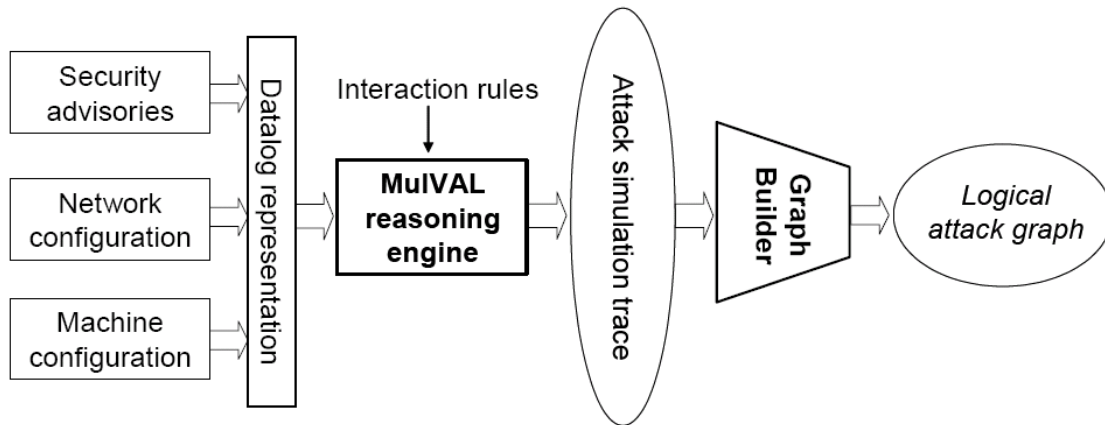 Security
advisories
Network
configuration
Machine
configuration
Datalog representation
Interaction rules
MulVAL
reasoning
engine
Attack simulation trace
Graph
Builder
Logical
attack graph